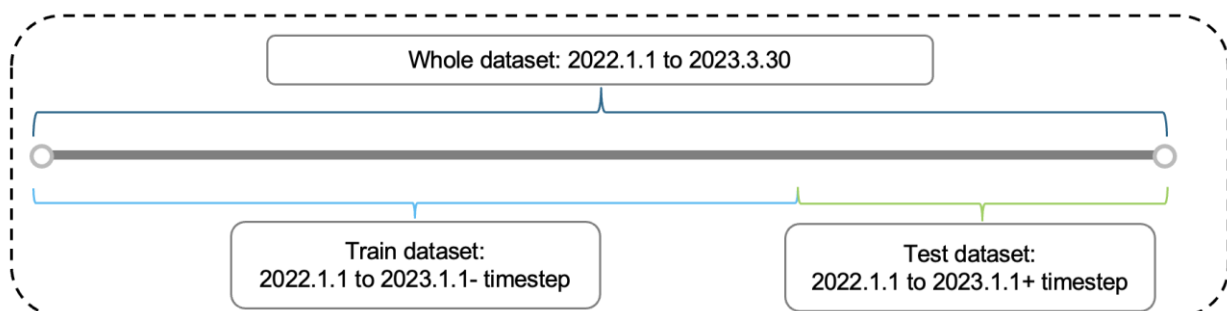 Whole dataset: 2022.1.1 to 2023.3.30
Train dataset:
2022.1.1 to 2023.1.1- timestep
Test dataset:
2022.1.1 to 2023.1.1+ timestep